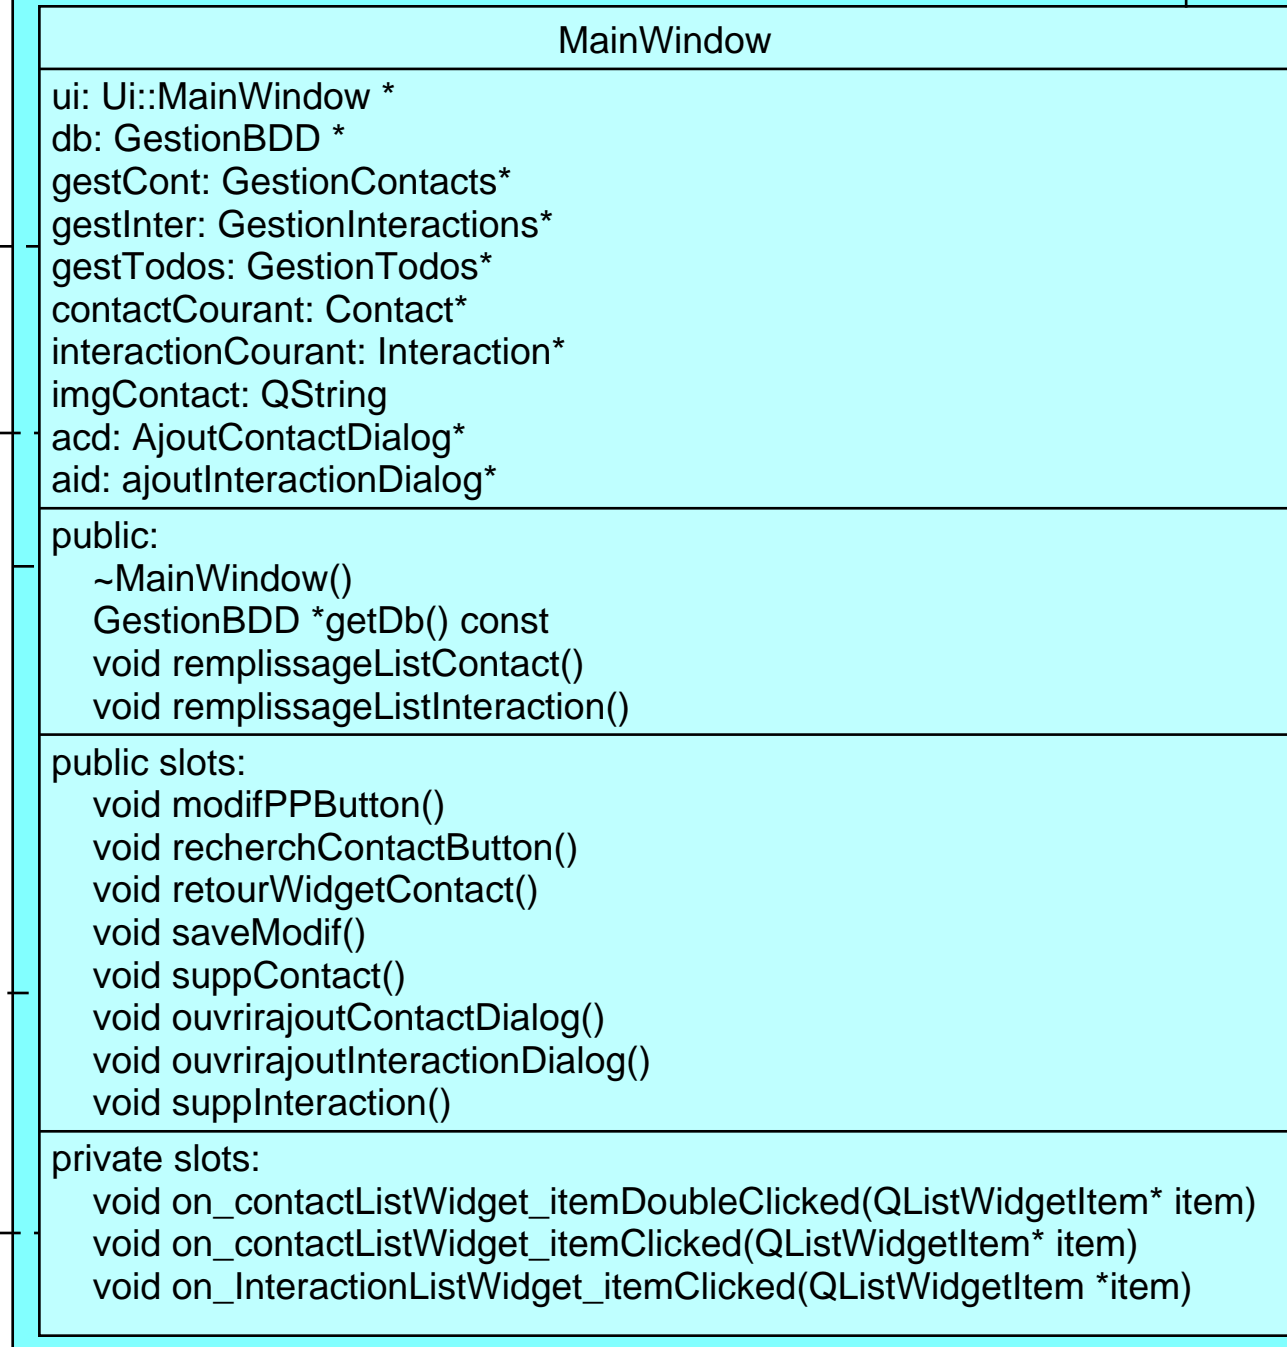 MainWindow
ui: Ui::MainWindow *
db: GestionBDD *
gestCont: GestionContacts*
gestInter: GestionInteractions*
gestTodos: GestionTodos*
contactCourant: Contact*
interactionCourant: Interaction*
imgContact: QString
acd: AjoutContactDialog*
aid: ajoutInteractionDialog*
public:
~MainWindow()
GestionBDD *getDb() const
void remplissageListContact()
void remplissageListInteraction()
public slots:
void modifPPButton()
void recherchContactButton()
void retourWidgetContact()
void saveModif()
void suppContact()
void ouvrirajoutContactDialog()
void ouvrirajoutInteractionDialog()
void suppInteraction()
private slots:
void on_contactListWidget_itemDoubleClicked(QListWidgetItem* item)
void on_contactListWidget_itemClicked(QListWidgetItem* item)
void on_InteractionListWidget_itemClicked(QListWidgetItem *item)